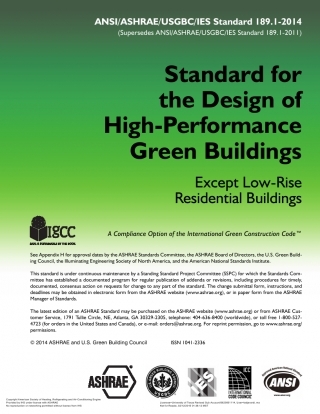 ANSI/ASHRAE/USGBC/IES Standard 189.1-2014
(Supersedes ANSI/ASHRAE/USGBC/IES Standard 189.1-2011)
Standard for
the Design of
High-Performance
Green Buildings
Except Low-Rise
Residential Buildings
IGCC
A Compliance Option of the International Green Construction Code™
See Appendix H for approval dates by the ASHRAE Standards Committee, the ASHRAE Board of Directors, the U.S. Green Build-
ing Council, the Illuminating Engineering Society of North America, and the American National Standards Institute.
This standard is under continuous maintenance by a Standing Standard Project Committee (SSPC) for which the Standards Com-
mittee has established a documented program for regular publication of addenda or revisions, including procedures for timely,
documented, consensus action on requests for change to any part of the standard. The change submittal form, instructions, and
deadlines may be obtained in electronic form from the ASHRAE website (www.ashrae.org), or in paper form from the ASHRAE
Manager of Standards.
The latest edition of an ASHRAE Standard may be purchased on the ASHRAE website (www.ashrae.org) or from ASHRAE Cus-
tomer Service, 1791 Tullie Circle, NE, Atlanta, GA 30329-2305, telephone: 404-636-8400 (worldwide), or toll free 1-800-527-
4723 (for orders in the United States and Canada), or e-mail: orders@ashrae.org. For reprint permission, go to www.ashrae.org/
permissions.
© 2014 ASHRAE and U.S. Green Building Council ISSN 1041-2336
ASHRAE
IES
INTERNATIONAL
CODE COUNCIL
ANSI